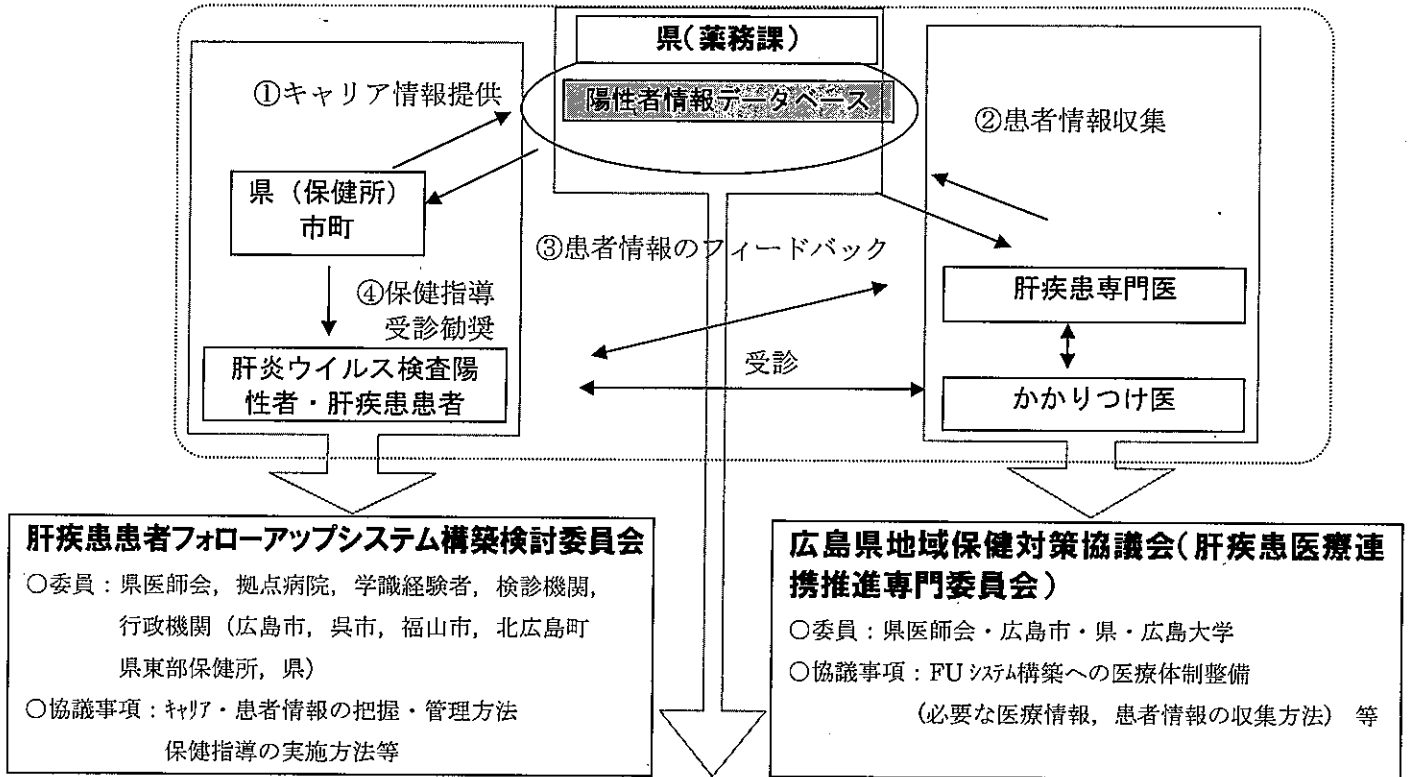 県(薬務課)
陽性者情報データベース
①キャリア情報提供
②患者情報収集
県（保健所）
市町
③患者情報のフィードバック
④保健指導
受診勧奨
肝疾患専門医
肝炎ウイルス検査陽
性者・肝疾患患者
受診
かかりつけ医
肝疾患患者フォローアップシステム構築検討委員会
○委員：県医師会，拠点病院，学識経験者，検診機関，
行政機関（広島市，呉市，福山市，北広島町
県東部保健所，県）
○協議事項：ｷｬﾘｱ・患者情報の把握・管理方法
保健指導の実施方法等
広島県地域保健対策協議会(肝疾患医療連
携推進専門委員会)
○委員：県医師会・広島市・県・広島大学
○協議事項：FU ｼｽﾃﾑ構築への医療体制整備
（必要な医療情報，患者情報の収集方法） 等